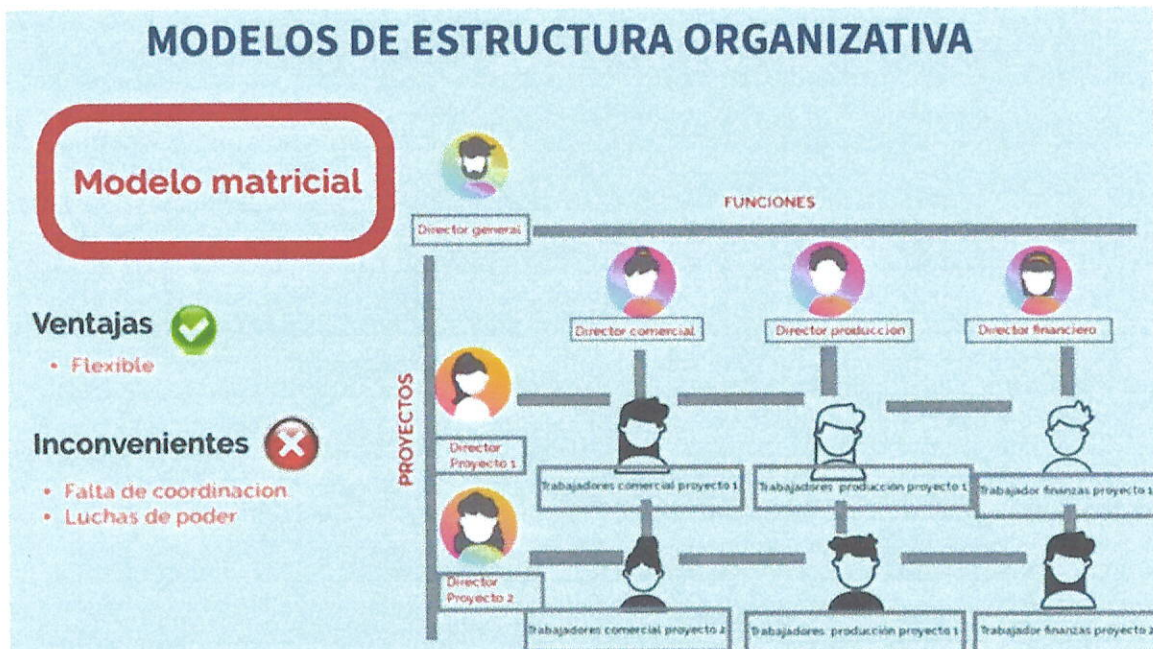 MODELOS DE ESTRUCTURA ORGANIZATIVA
Modelo matricial
Ventajas
• Flexible
Inconvenientes
• Falta de coordinacion
• Luchas de poder
Director general
FUNCIONES
Director comercial
Director produccion
Director financiero
PROYECTOS
Director
Proyecto 1
Trabajadores comercial proyecto 1
Trabajadores producción proyecto 1
Trabajador finanzas proyecto 1
Director
Proyecto 2
Trabajadores comercial proyecto 2
Trabajadores producción proyecto 1
Trabajador finanzas proyecto 2